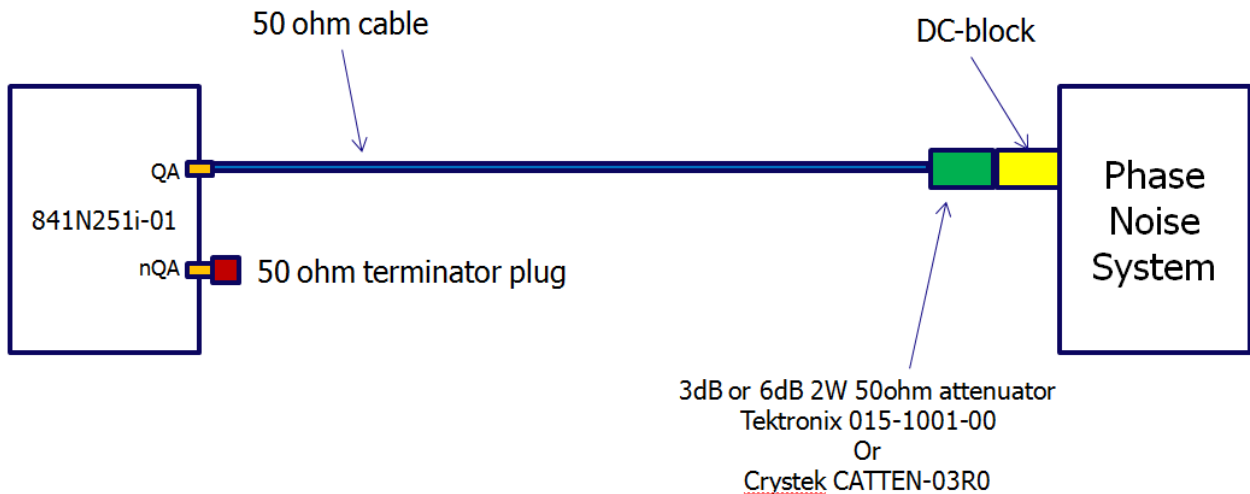 50 ohm cable
DC-block
QA
841N251i-01
nQA
50 ohm terminator plug
Phase
Noise
System
3dB or 6dB 2W 50ohm attenuator
Tektronix 015-1001-00
Or
Crystek CATTEN-03R0